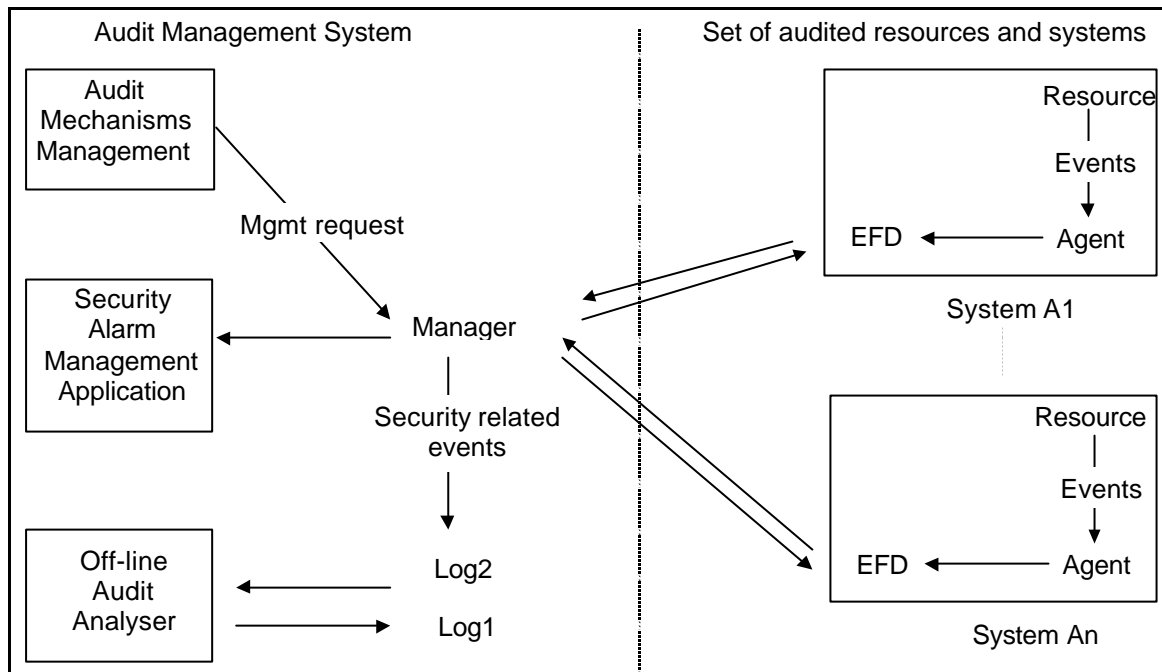 Audit Management System
Set of audited resources and systems
Audit
Mechanisms
Management
Mgmt request
Security
Alarm
Management
Application
Manager
Security related
events
Off-line
Audit
Analyser
Log2
Log1
Resource
Events
EFD
Agent
System A1
Resource
Events
EFD
Agent
System An